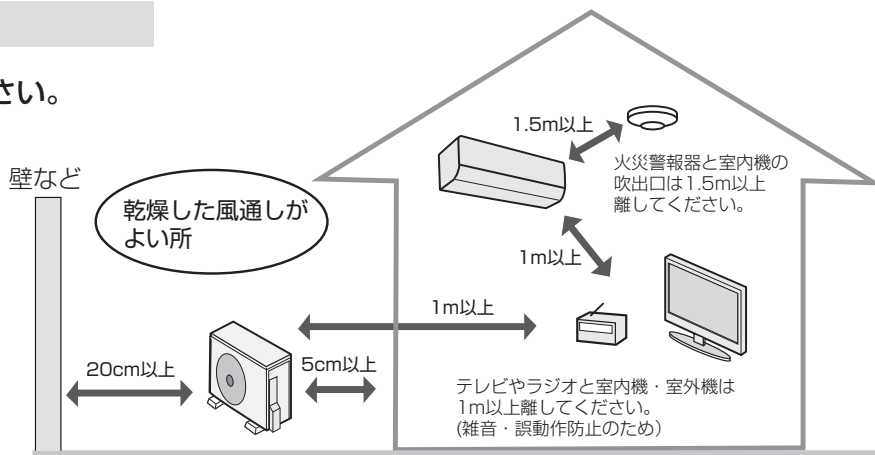 さい。
壁など
乾燥した風通しが
よい所
1.5m以上
火災警報器と室内機の
吹出口は1.5m以上
離してください。
1m以上
1m以上
20cm以上
5cm以上
テレビやラジオと室内機・室外機は
1m以上離してください。
(雑音・誤動作防止のため)